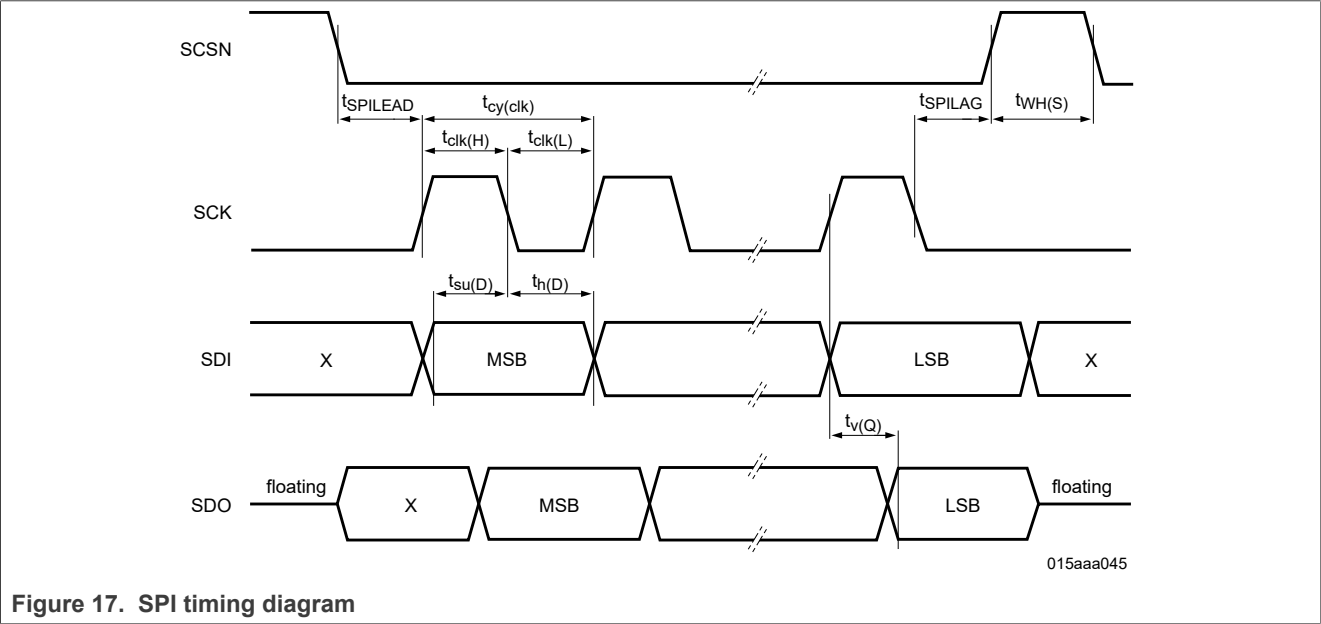 SCSN
tSPILEAD tcy(clk) tSPILAG tWH(S)
tclk(H) tclk(L)
SCK
tsu(D) th(D)
SDI X MSB LSB X
tv(Q)
SDO floating X MSB LSB floating
015aaa045
Figure 17. SPI timing diagram